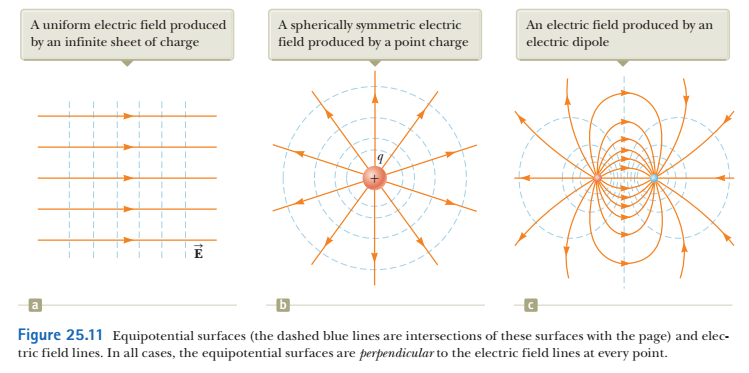 A uniform electric field produced
by an infinite sheet of charge
A spherically symmetric electric
field produced by a point charge
An electric field produced by an
electric dipole
E
q
+
a
b
c
Figure 25.11 Equipotential surfaces (the dashed blue lines are intersections of these surfaces with the page) and elec-
tric field lines. In all cases, the equipotential surfaces are perpendicular to the electric field lines at every point.